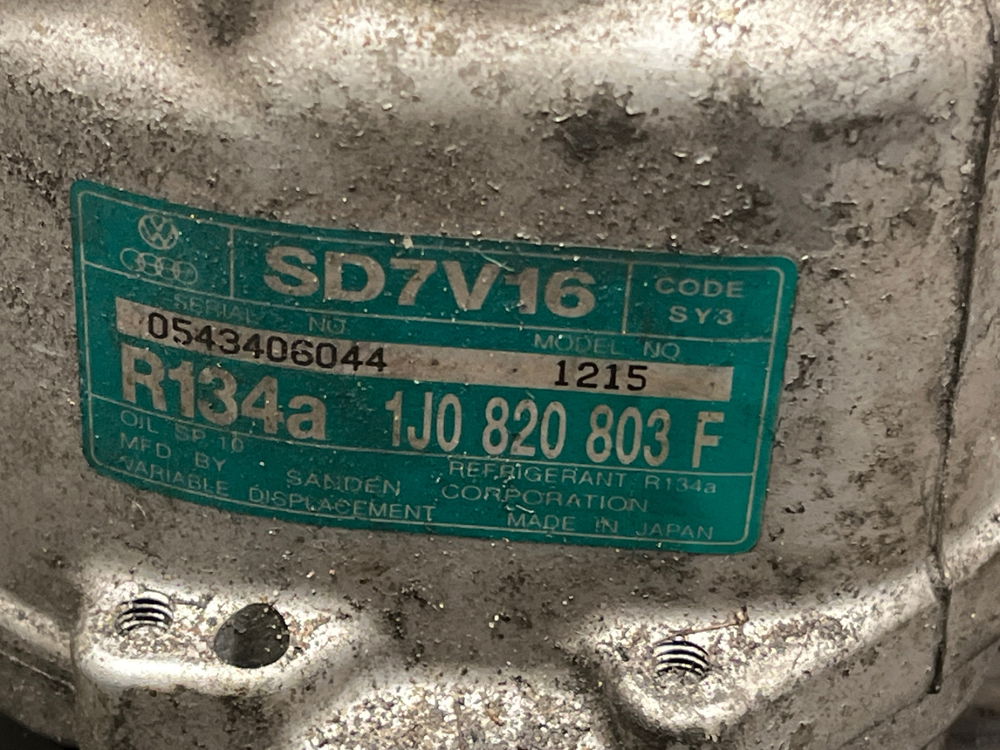 SD7V16
CODE
SY3
SERIAL NO.
MODEL NO.
0543406044 1215
R134a 1J0 820 803 F
OIL SP-10 REFRIGERANT R134a
MFD BY SANDEN CORPORATION
VARIABLE DISPLACEMENT MADE IN JAPAN